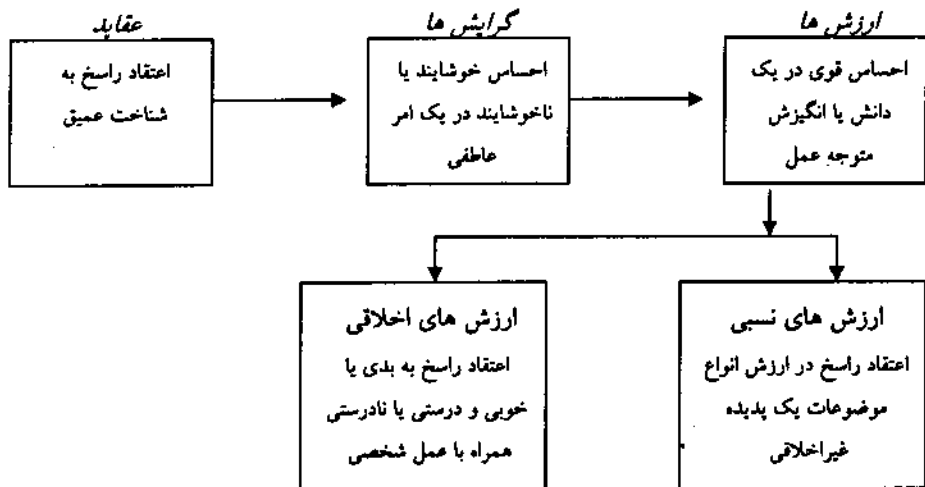 عقاید
اعتقاد راسخ به
شناخت عمیق
گرایش ها
احساس خوشایند یا
ناخوشایند در یک امر
عاطفی
ارزش ها
احساس قوی در یک
دانش یا انگیزش
متوجه عمل
ارزش های اخلاقی
اعتقاد راسخ به بدی یا
خوبی و درستی یا نادرستی
همراه با عمل شخصی
ارزش های نسبی
اعتقاد راسخ در ارزش انواع
موضوعات یک پدیده
غیراخلاقی